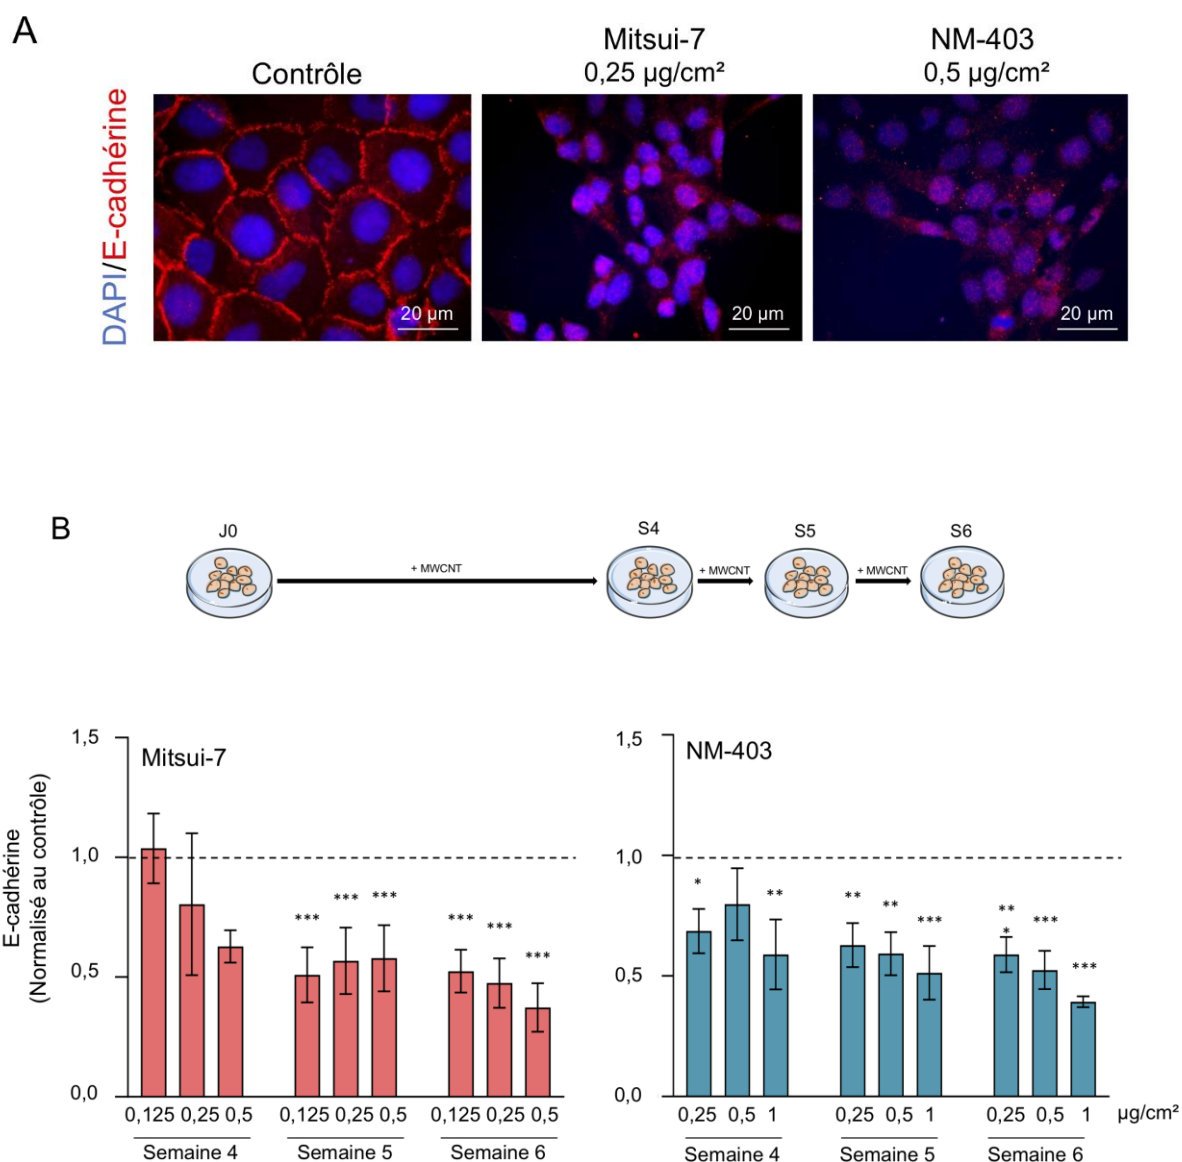 A
Contrôle
Mitsui-7
0,25 µg/cm²
NM-403
0,5 µg/cm²
DAPI/E-cadhérine
20 µm
20 µm
20 µm
B
J0
+ MWCNT
S4
+ MWCNT
S5
+ MWCNT
S6
E-cadhérine
(Normalisé au contrôle)
1,5
1,0
0,5
0,0
Mitsui-7
*** *** ***
*** *** ***
0,125 0,25 0,5
0,125 0,25 0,5
0,125 0,25 0,5
Semaine 4
Semaine 5
Semaine 6
1,5
1,0
0,5
0,0
NM-403
* **
** ** ***
**
* *** ***
0,25 0,5 1
0,25 0,5 1
0,25 0,5 1
µg/cm²
Semaine 4
Semaine 5
Semaine 6